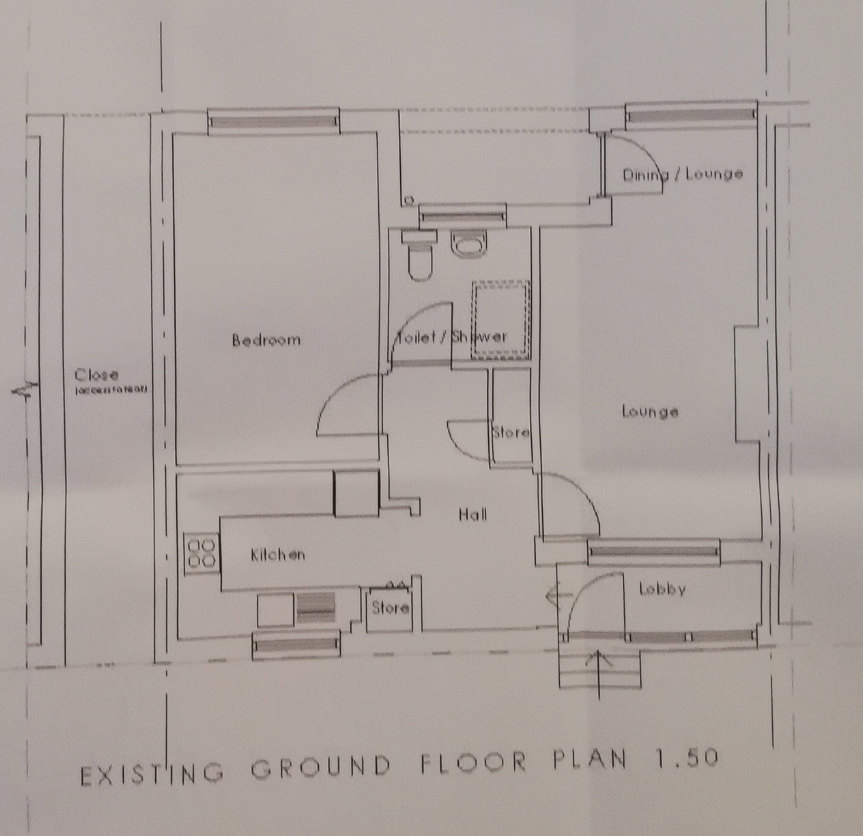 Dining / Lounge
Bedroom
Toilet / Shower
Close
Lounge
Store
Hall
Kitchen
Lobby
Store
EXISTING GROUND FLOOR PLAN 1.50